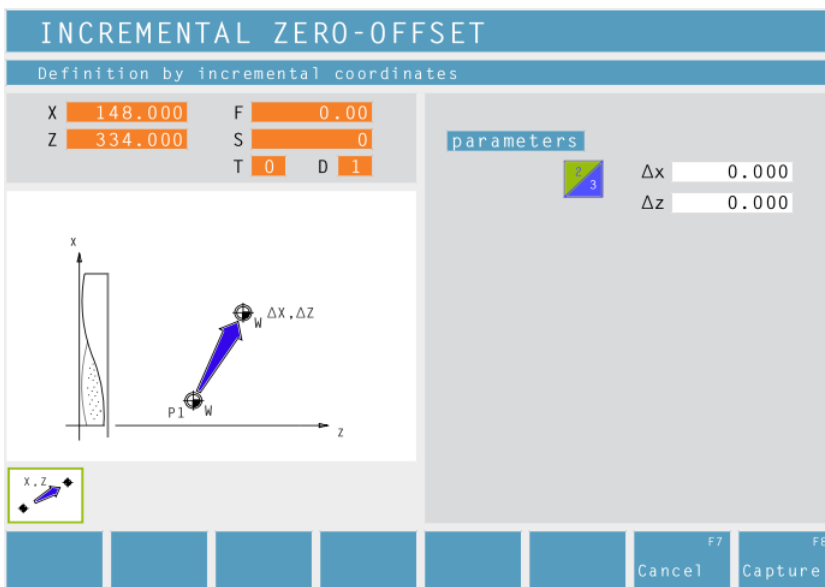 INCREMENTAL ZERO-OFFSET
Definition by incremental coordinates
X 148.000 F 0.00
Z 334.000 S 0
T 0 D 1
parameters
2 3 Δx 0.000
Δz 0.000
X
W ΔX,ΔZ
P1 W
Z
X,Z
F7 F8
Cancel Capture